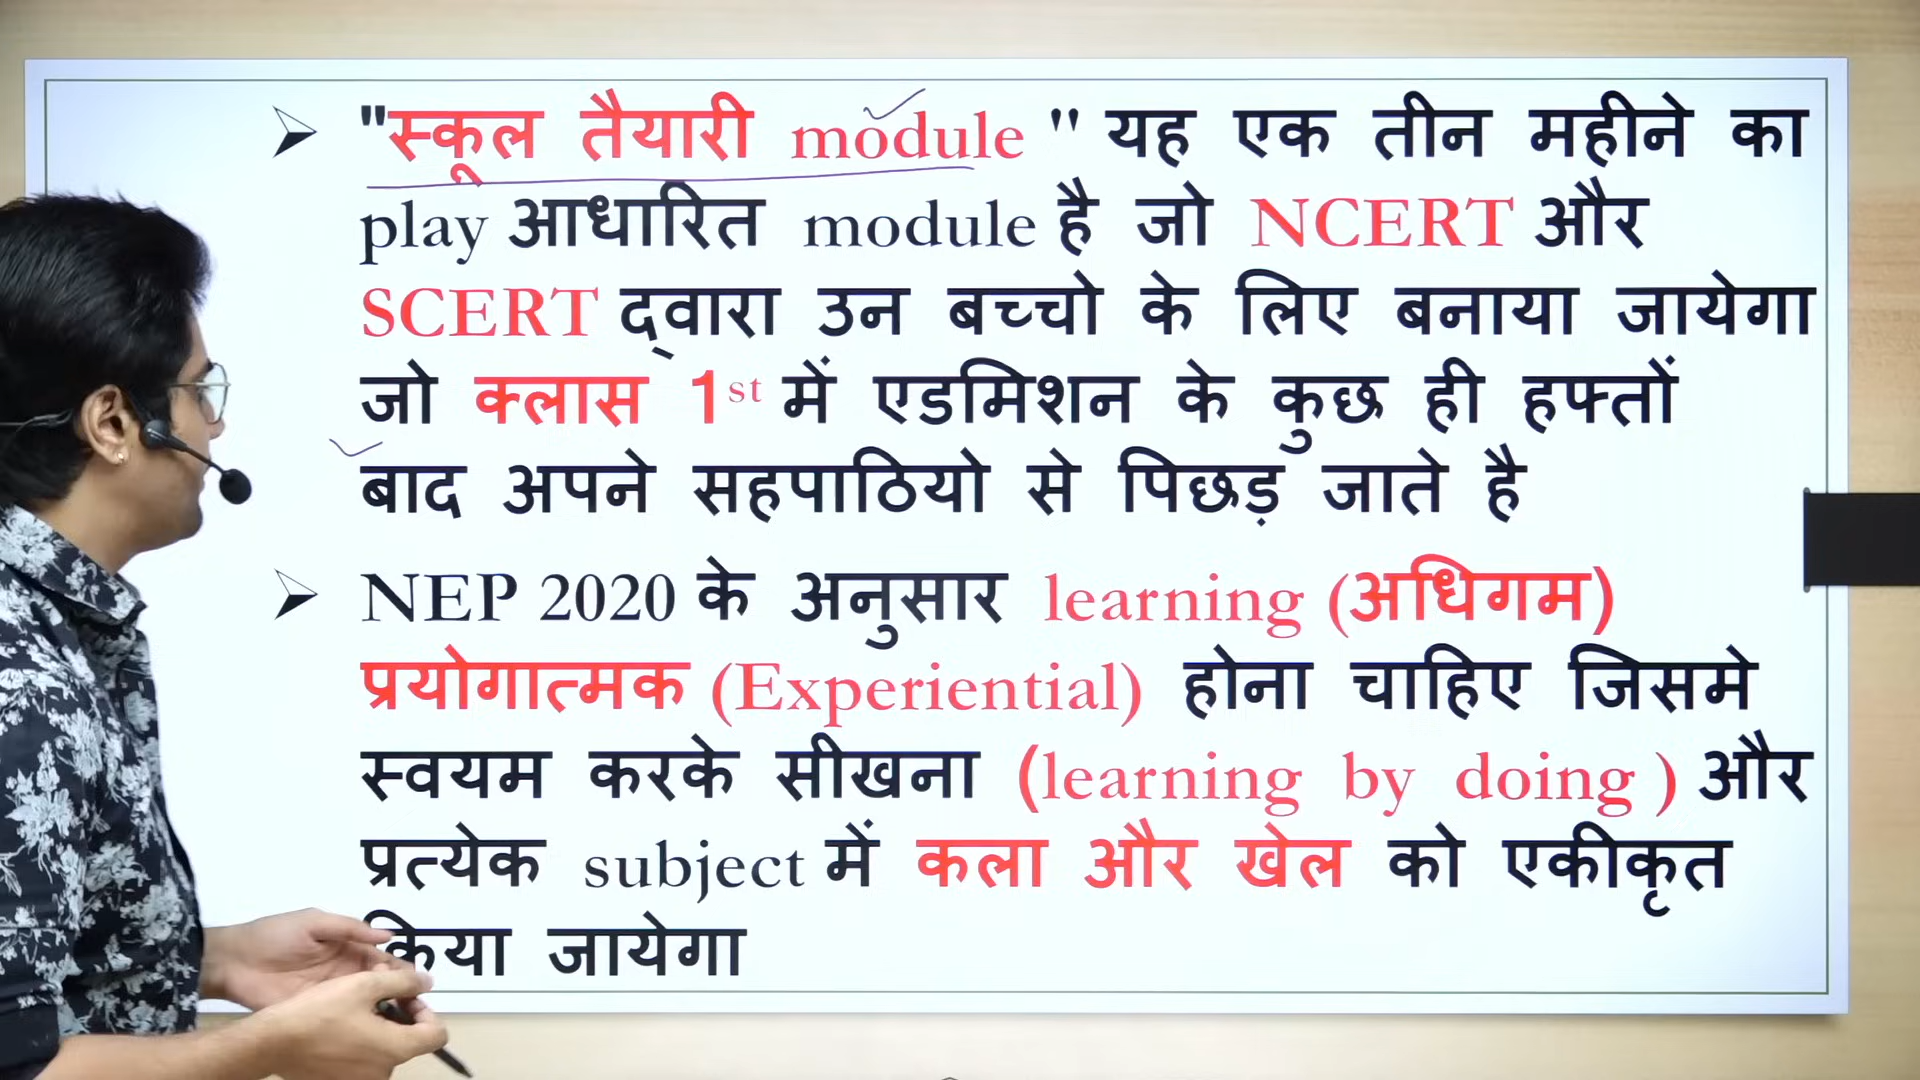 "स्कूल तैयारी module " यह एक तीन महीने का
play आधारित module है जो NCERT और
SCERT द्वारा उन बच्चो के लिए बनाया जायेगा
जो क्लास 1st में एडमिशन के कुछ ही हफ्तों
बाद अपने सहपाठियो से पिछड़ जाते है
NEP 2020 के अनुसार learning (अधिगम)
प्रयोगात्मक (Experiential) होना चाहिए जिसमे
स्वयम करके सीखना (learning by doing ) और
प्रत्येक subject में कला और खेल को एकीकृत
किया जायेगा